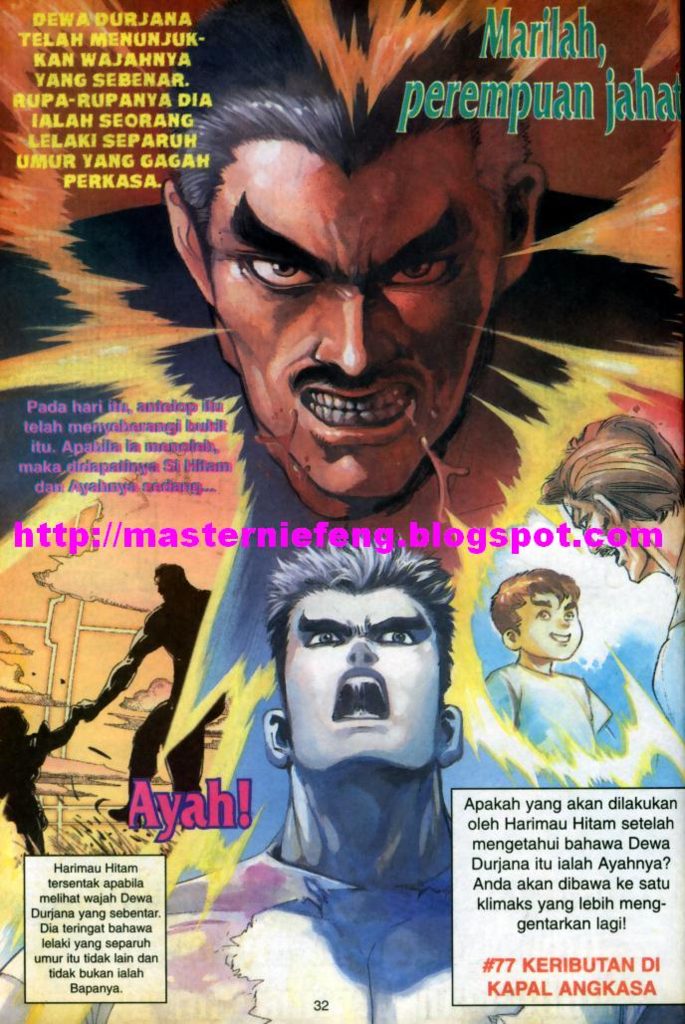 DEWA DURJANA
TELAH MENUNJUK-
KAN WAJAHNYA
YANG SEBENAR.
RUPA-RUPANYA DIA
IALAH SEORANG
LELAKI SEPARUH
UMUR YANG GAGAH
PERKASA.
Marilah,
perempuan jahat
Pada hari itu, itu
telah menyeberangi bukit
itu. Apabila ia menoleh,
maka didapatinya Si Hitam
dan Ayahnya sedang...
http://masterniefeng.blogspot.com
Ayah!
Harimau Hitam
tersentak apabila
melihat wajah Dewa
Durjana yang sebentar.
Dia teringat bahawa
lelaki yang separuh
umur itu tidak lain dan
tidak bukan ialah
Bapanya.
Apakah yang akan dilakukan
oleh Harimau Hitam setelah
mengetahui bahawa Dewa
Durjana itu ialah Ayahnya?
Anda akan dibawa ke satu
klimaks yang lebih meng-
gentarkan lagi!
#77 KERIBUTAN DI
KAPAL ANGKASA
32